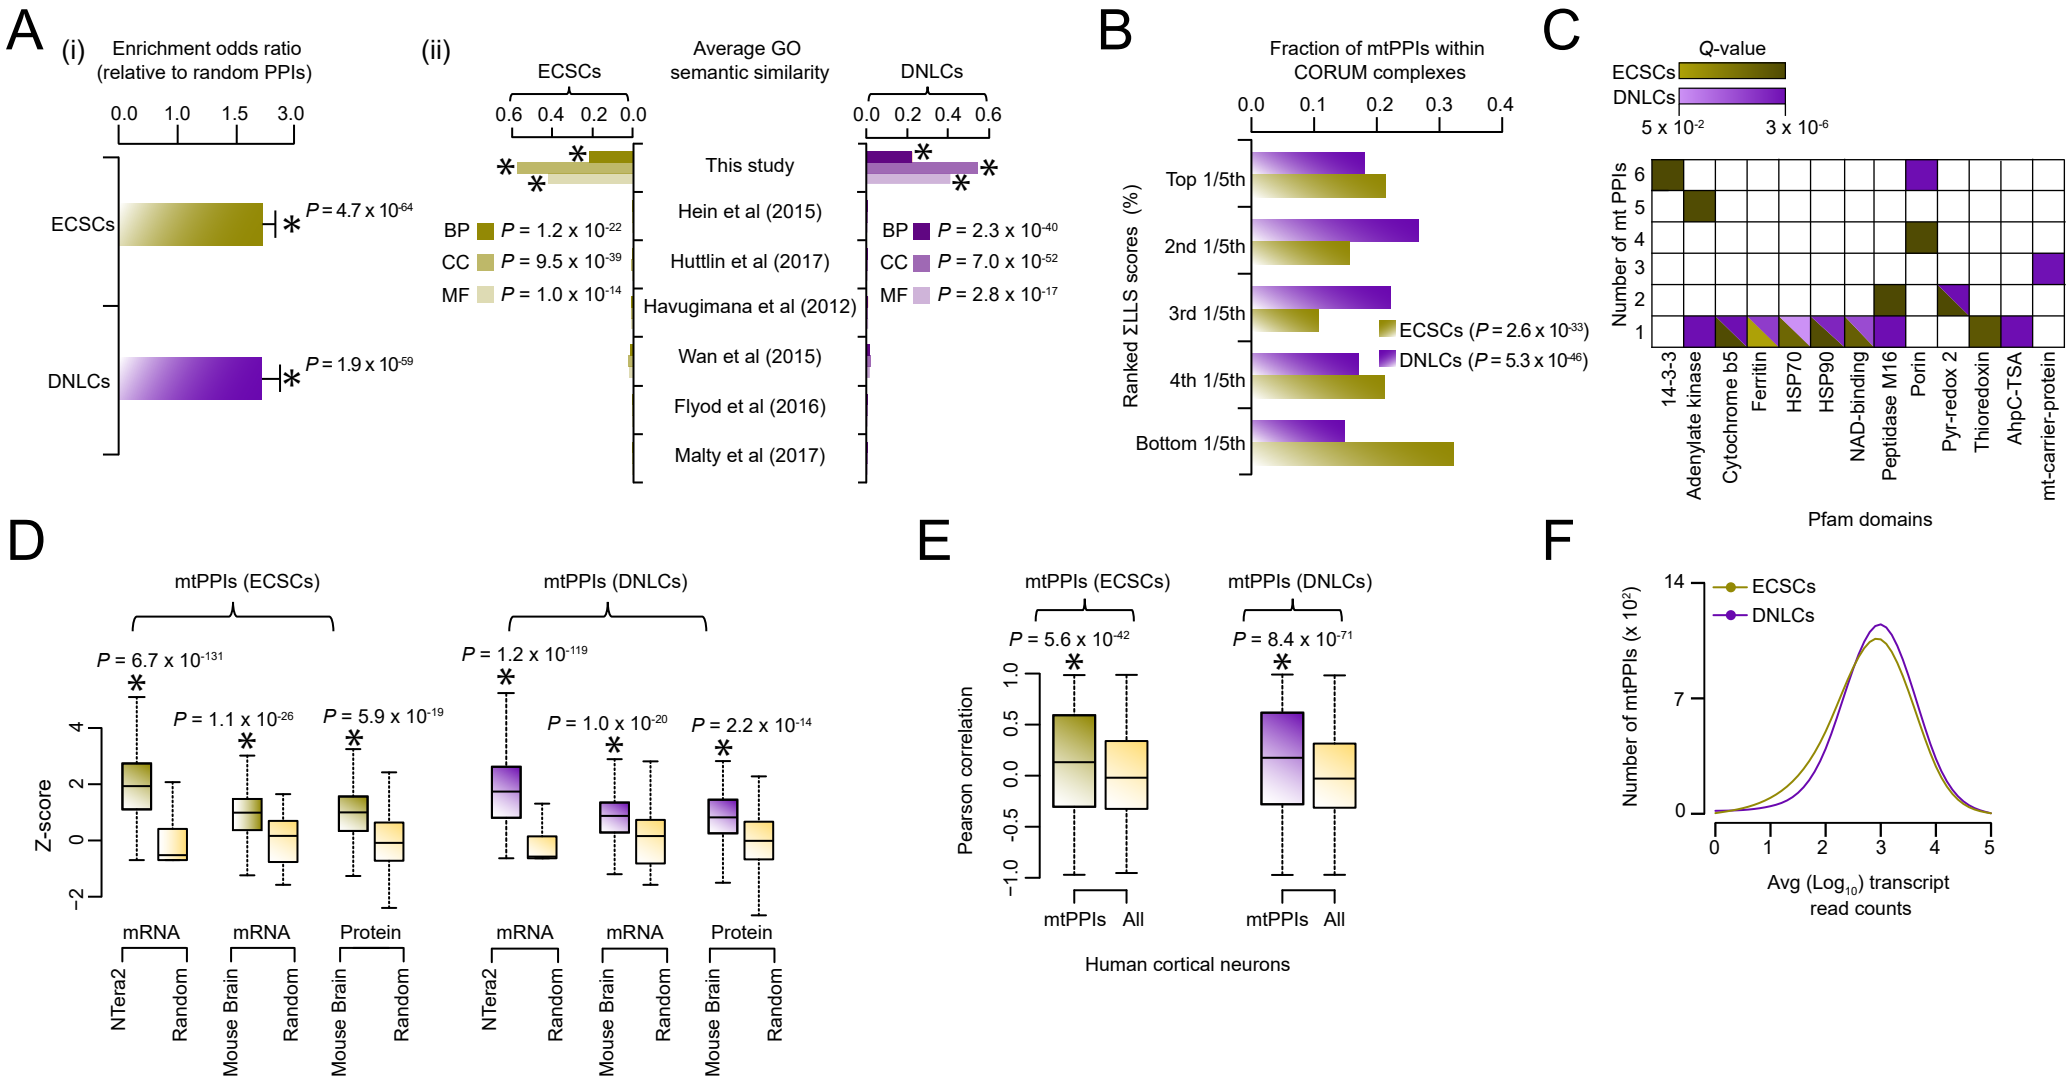 A
(i)
Enrichment odds ratio
(relative to random PPIs)
0.0 1.0 1.5 3.0
ECSCs
P = 4.7 x 10-64
*
DNLCs
P = 1.9 x 10-59
*
(ii)
Average GO
semantic similarity
ECSCs
DNLCs
0.6 0.4 0.2 0.0
0.0 0.2 0.4 0.6
This study
* * *
* * *
Hein et al (2015)
Huttlin et al (2017)
Havugimana et al (2012)
Wan et al (2015)
Flyod et al (2016)
Malty et al (2017)
BP P = 1.2 x 10-22
CC P = 9.5 x 10-39
MF P = 1.0 x 10-14
BP P = 2.3 x 10-40
CC P = 7.0 x 10-52
MF P = 2.8 x 10-17
B
Fraction of mtPPIs within
CORUM complexes
0.0 0.1 0.2 0.3 0.4
Ranked ΣLLS scores (%)
Top 1/5th
2nd 1/5th
3rd 1/5th
4th 1/5th
Bottom 1/5th
ECSCs (P = 2.6 x 10-33)
DNLCs (P = 5.3 x 10-46)
C
Q-value
ECSCs
DNLCs
5 x 10-2 3 x 10-6
Number of mt PPIs
6
5
4
3
2
1
14-3-3
Adenylate kinase
Cytochrome b5
Ferritin
HSP70
HSP90
NAD-binding
Peptidase M16
Porin
Pyr-redox 2
Thioredoxin
AhpC-TSA
mt-carrier-protein
Pfam domains
D
mtPPIs (ECSCs)
mtPPIs (DNLCs)
P = 6.7 x 10-131
*
P = 1.1 x 10-26
*
P = 5.9 x 10-19
*
P = 1.2 x 10-119
*
P = 1.0 x 10-20
*
P = 2.2 x 10-14
*
Z-score
4
2
0
−2
mRNA mRNA Protein
mRNA mRNA Protein
NTera2
Random
Mouse Brain
Random
Mouse Brain
Random
NTera2
Random
Mouse Brain
Random
Mouse Brain
Random
E
mtPPIs (ECSCs)
mtPPIs (DNLCs)
P = 5.6 x 10-42
*
P = 8.4 x 10-71
*
Pearson correlation
1.0
0.5
0.0
−0.5
−1.0
mtPPIs All
mtPPIs All
Human cortical neurons
F
Number of mtPPIs (x 102)
14
7
0
ECSCs
DNLCs
0 1 2 3 4 5
Avg (Log10) transcript
read counts